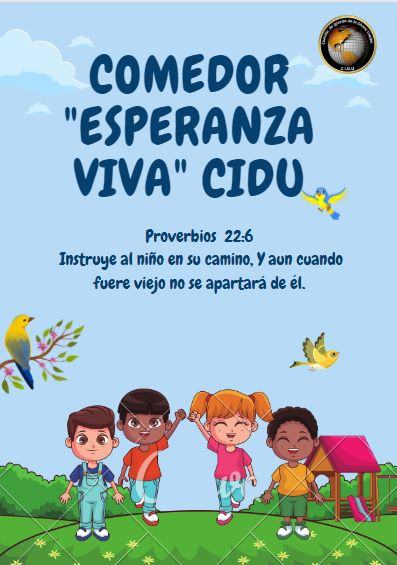 COMEDOR
"ESPERANZA
VIVA" CIDU
Proverbios 22:6
Instruye al niño en su camino, Y aun cuando
fuere viejo no se apartará de él.
C.I.D.U